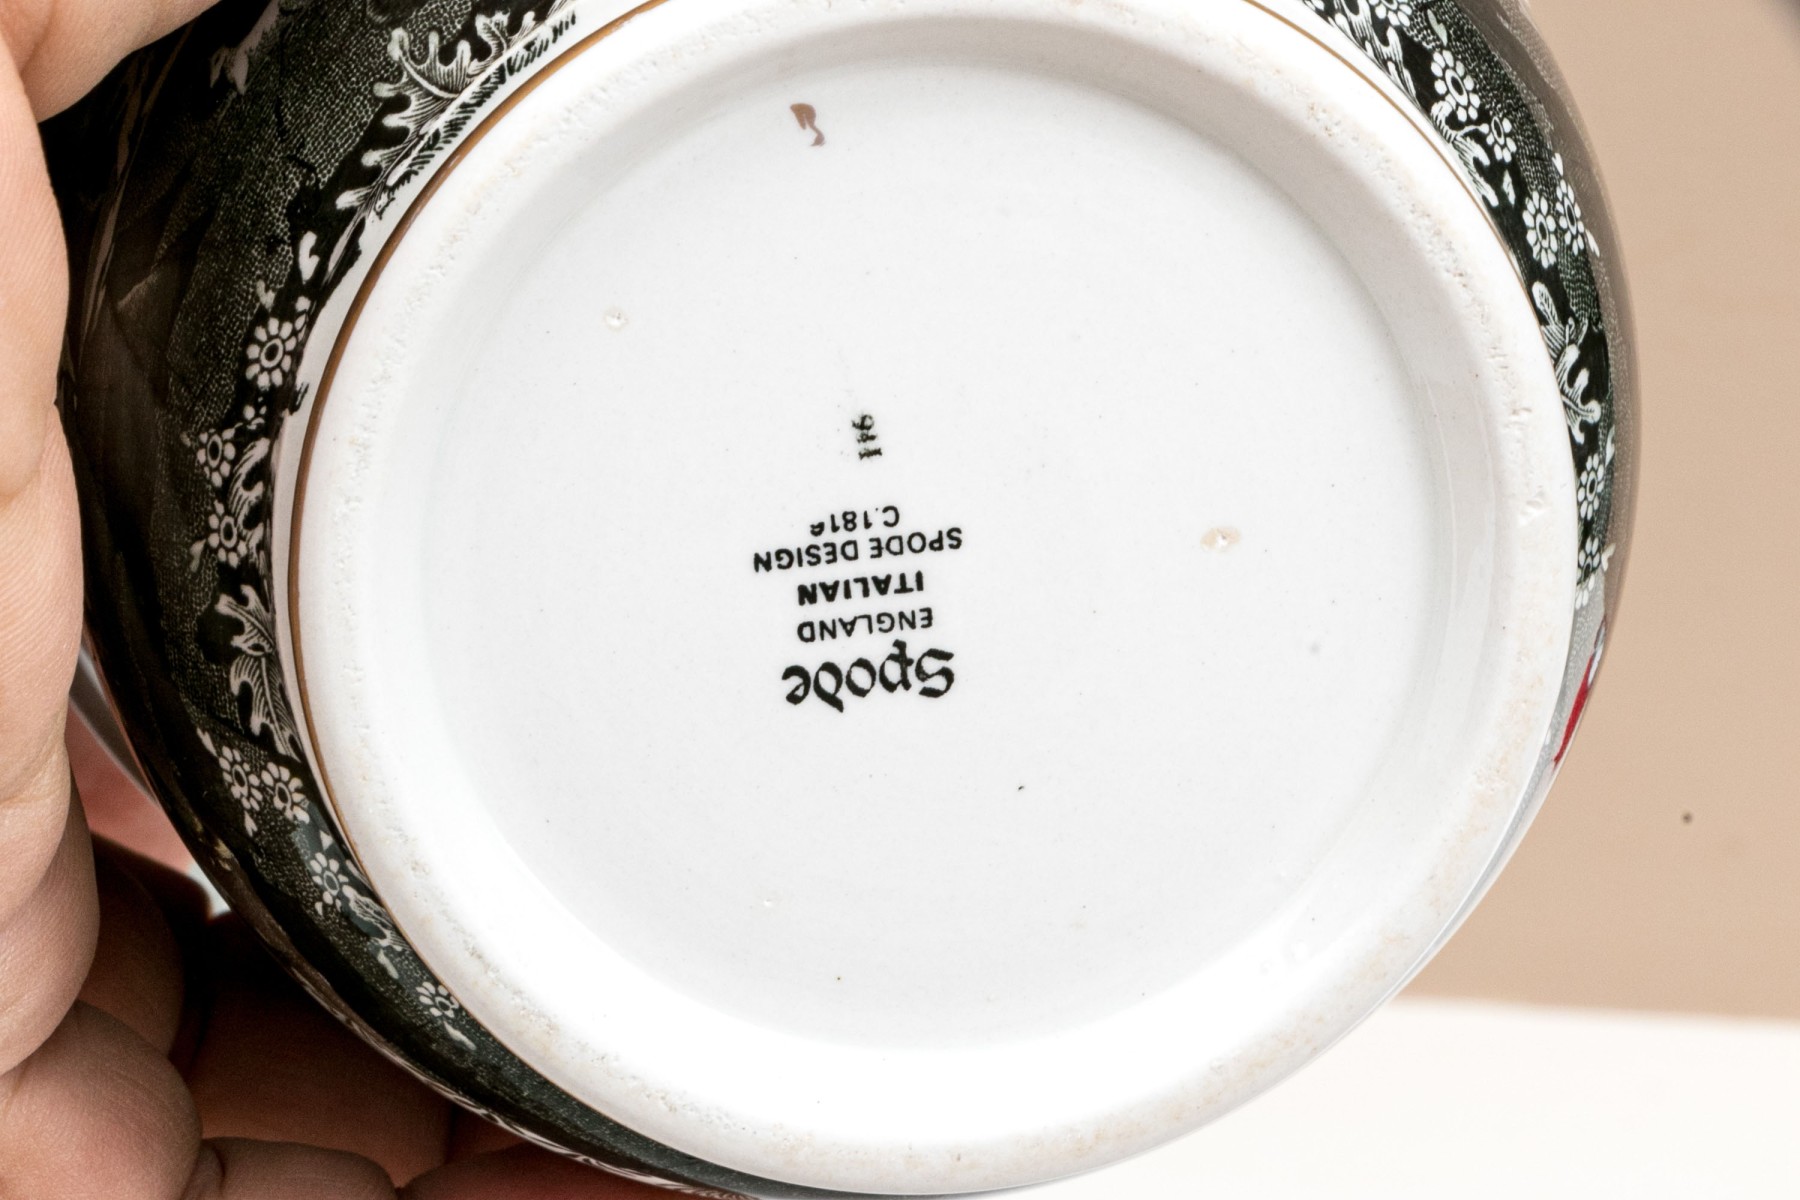 Spode
ENGLAND
ITALIAN
SPODE DESIGN
C.1816